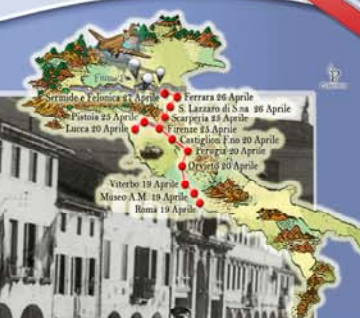 Sermide e Felonica 27 Aprile
Ferrara 26 Aprile
S. Lazzaro di S.na 26 Aprile
Pistoia 25 Aprile
Scarperia 25 Aprile
Lucca 20 Aprile
Firenze 25 Aprile
Castiglion F.no 20 Aprile
Perugia 20 Aprile
Orvieto 20 Aprile
Viterbo 19 Aprile
Museo A.M. 19 Aprile
Roma 19 Aprile